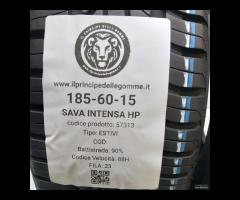 www.ilprincipedellegomme.it
185-60-15
SAVA INTENSA HP
codice prodotto: 57313
Tipo: ESTIVI
COD:
Battistrada: 90%
Codice Velocità: 88H
FILA: 23